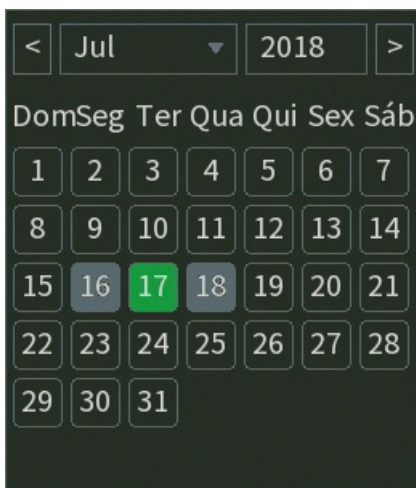 < Jul 2018 >
Dom Seg Ter Qua Qui Sex Sáb
1 2 3 4 5 6 7
8 9 10 11 12 13 14
15 16 17 18 19 20 21
22 23 24 25 26 27 28
29 30 31